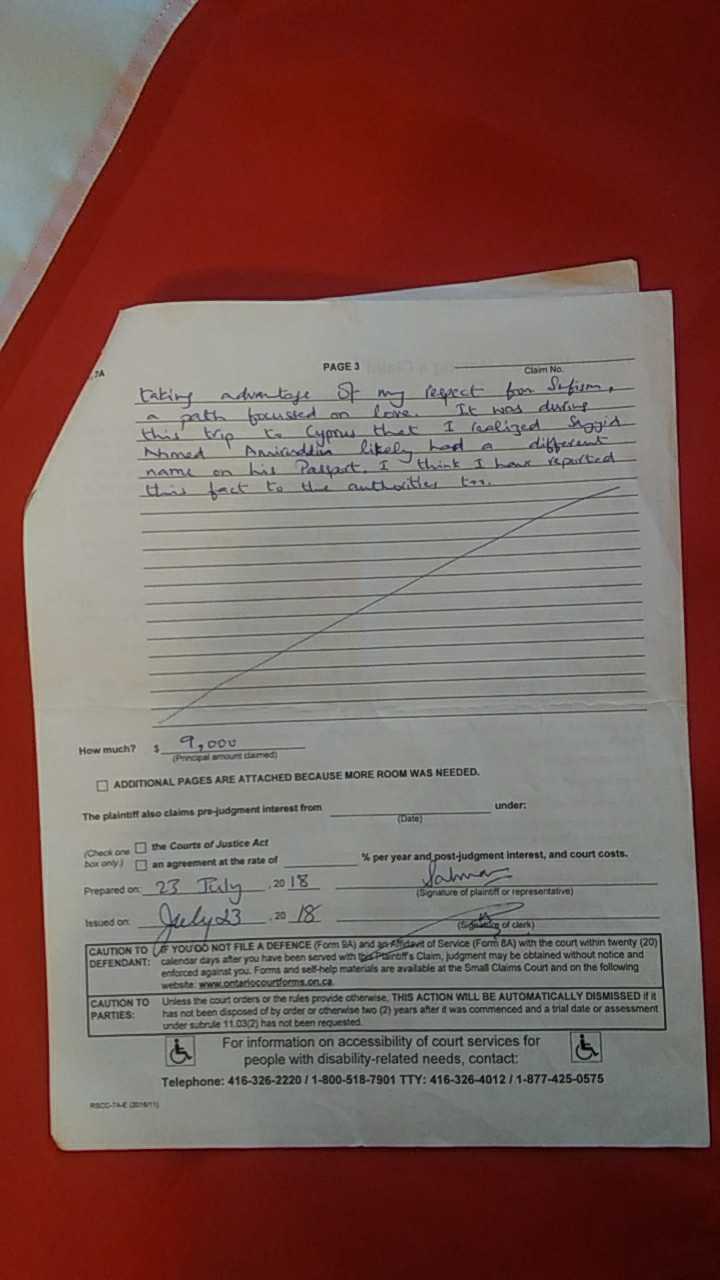 7A
PAGE 3
Claim No.
taking advantage of my respect for Sufism,
a path focussed on love. It was during
this trip to Cyprus that I realized Sayyid
Ahmed Amiruddin likely had a different
name on his Passport. I think I have reported
this fact to the authorities too.
How much? $ 9,000
(Principal amount claimed)
ADDITIONAL PAGES ARE ATTACHED BECAUSE MORE ROOM WAS NEEDED.
The plaintiff also claims pre-judgment interest from under:
(Date)
(Check one box only:) the Courts of Justice Act
an agreement at the rate of % per year and post-judgment interest, and court costs.
Prepared on: 23 July , 20 18 Salma
(Signature of plaintiff or representative)
Issued on: July 23 , 20 18
(Signature of clerk)
CAUTION TO DEFENDANT: IF YOU DO NOT FILE A DEFENCE (Form 9A) and an Affidavit of Service (Form 8A) with the court within twenty (20)
calendar days after you have been served with this Plaintiff's Claim, judgment may be obtained without notice and
enforced against you. Forms and self-help materials are available at the Small Claims Court and on the following
website: www.ontariocourtforms.on.ca.
CAUTION TO PARTIES: Unless the court orders or the rules provide otherwise, THIS ACTION WILL BE AUTOMATICALLY DISMISSED if it
has not been disposed of by order or otherwise two (2) years after it was commenced and a trial date or assessment
under subrule 11.03(2) has not been requested.
For information on accessibility of court services for
people with disability-related needs, contact:
Telephone: 416-326-2220 / 1-800-518-7901 TTY: 416-326-4012 / 1-877-425-0575
RSCC-7A-E (2016/11)